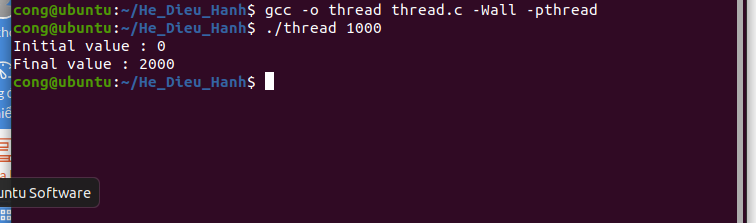 cong@ubuntu:~/He_Dieu_Hanh$ gcc -o thread thread.c -Wall -pthread
cong@ubuntu:~/He_Dieu_Hanh$ ./thread 1000
Initial value : 0
Final value : 2000
cong@ubuntu:~/He_Dieu_Hanh$
untu Software